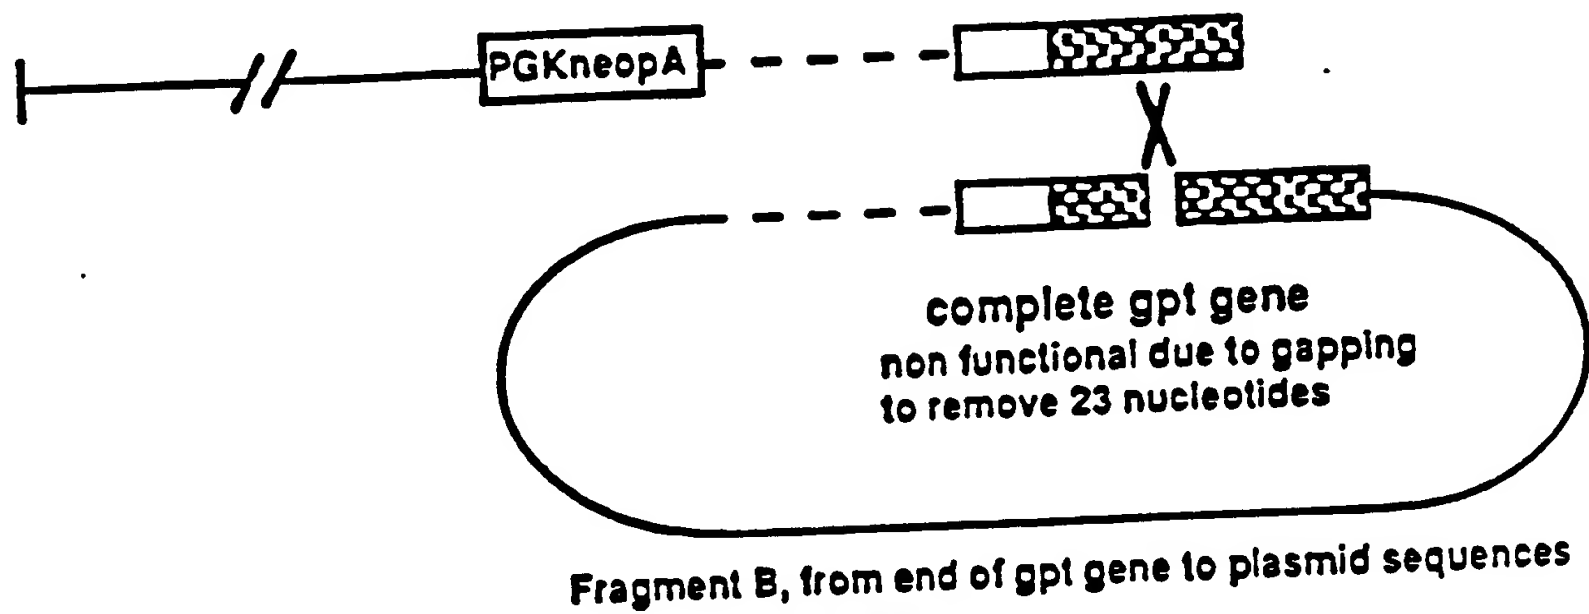 PGKneopA
complete gpt gene
non functional due to gapping
to remove 23 nucleotides
Fragment B, from end of gpt gene to plasmid sequences